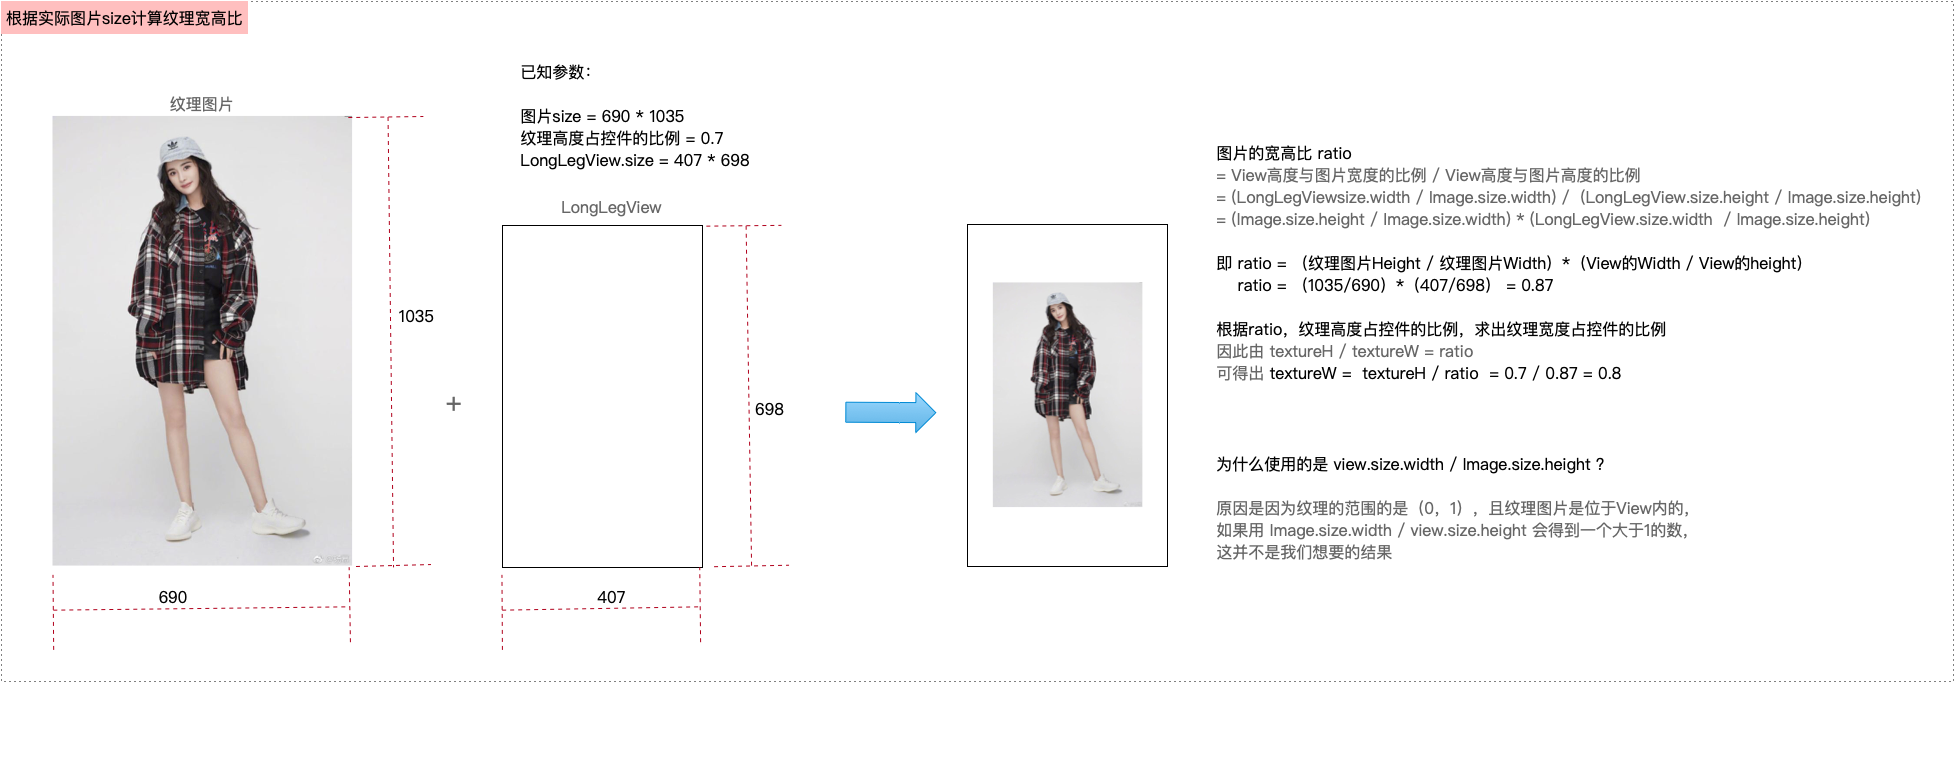 根据实际图片size计算纹理宽高比
已知参数：
图片size = 690 * 1035
纹理高度占控件的比例 = 0.7
LongLegView.size = 407 * 698
纹理图片
1035
690
+
LongLegView
698
407
图片的宽高比 ratio
= View高度与图片宽度的比例 / View高度与图片高度的比例
= (LongLegViewsize.width / Image.size.width) / (LongLegView.size.height / Image.size.height)
= (Image.size.height / Image.size.width) * (LongLegView.size.width / Image.size.height)
即 ratio = （纹理图片Height / 纹理图片Width）*（View的Width / View的height）
ratio = （1035/690）*（407/698） = 0.87
根据ratio，纹理高度占控件的比例，求出纹理宽度占控件的比例
因此由 textureH / textureW = ratio
可得出 textureW = textureH / ratio = 0.7 / 0.87 = 0.8
为什么使用的是 view.size.width / Image.size.height ?
原因是因为纹理的范围的是（0，1），且纹理图片是位于View内的，
如果用 Image.size.width / view.size.height 会得到一个大于1的数，
这并不是我们想要的结果